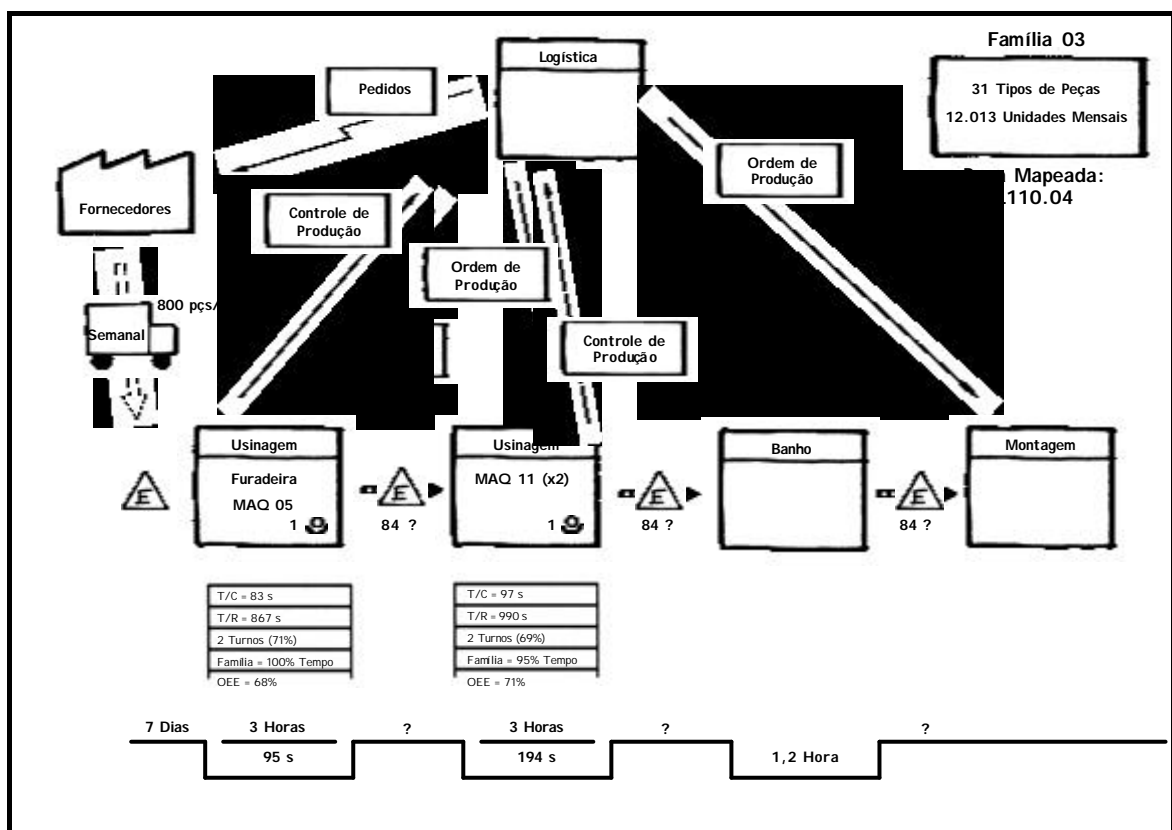 Família 03
31 Tipos de Peças
12.013 Unidades Mensais
Mapeada:
110.04
Logística
Pedidos
Fornecedores
Controle de
Produção
Ordem de
Produção
Ordem de
Produção
Controle de
Produção
800 pçs/
Semanal
Usinagem
Furadeira
MAQ 05
1
E
E
84 ?
Usinagem
MAQ 11 (x2)
1
E
84 ?
Banho
E
84 ?
Montagem
T/C = 83 s
T/R = 867 s
2 Turnos (71%)
Família = 100% Tempo
OEE = 68%
T/C = 97 s
T/R = 990 s
2 Turnos (69%)
Família = 95% Tempo
OEE = 71%
7 Dias
3 Horas
95 s
?
3 Horas
194 s
?
1,2 Hora
?